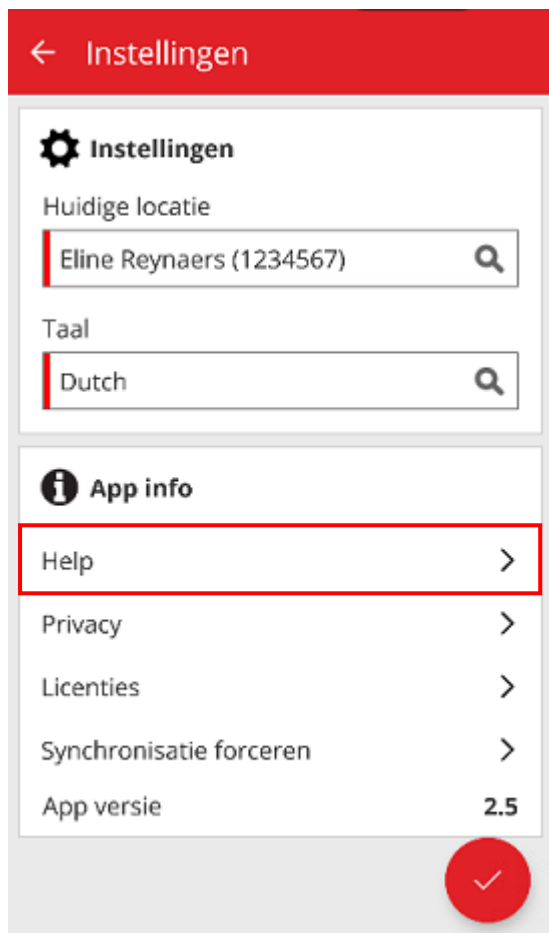 Instellingen
Instellingen
Huidige locatie
Eline Reynaers (1234567)
Taal
Dutch
App info
Help
Privacy
Licenties
Synchronisatie forceren
App versie 2.5